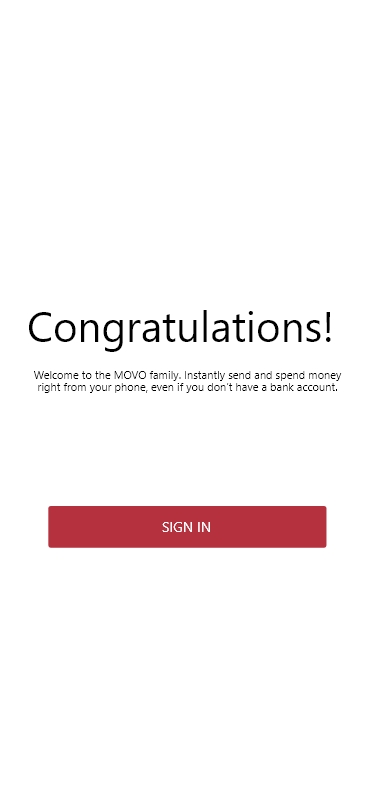 Congratulations!
Welcome to the MOVO family. Instantly send and spend money
right from your phone, even if you don't have a bank account.
SIGN IN